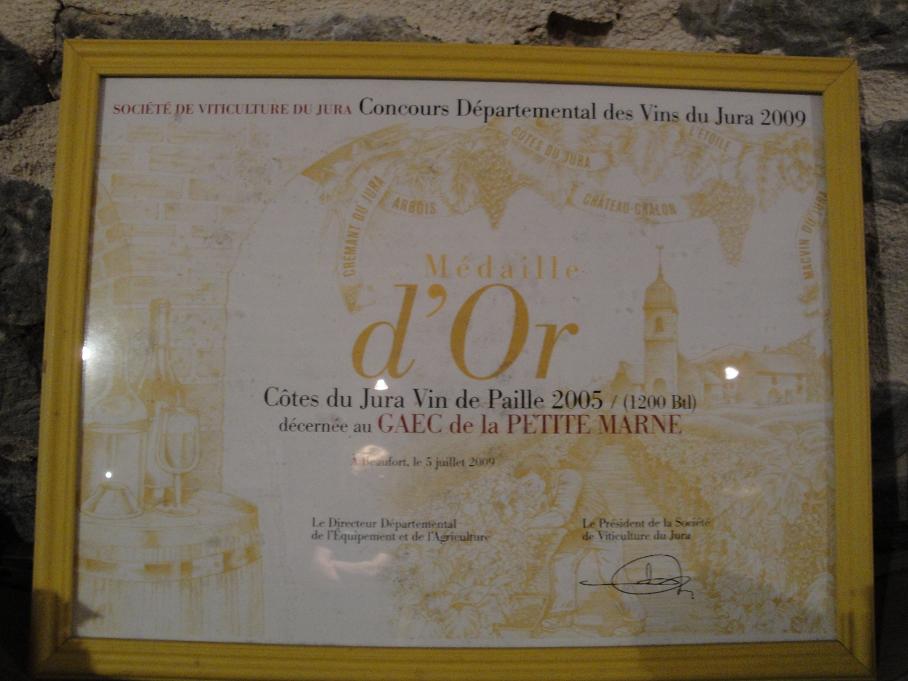 SOCIÉTÉ DE VITICULTURE DU JURA Concours Départemental des Vins du Jura 2009
CRÉMANT DU JURA
ARBOIS
CÔTES DU JURA
CHÂTEAU-CHALON
L'ÉTOILE
MACVIN DU JURA
Médaille
d'Or
Côtes du Jura Vin de Paille 2005 / (1200 Btl)
décernée au GAEC de la PETITE MARNE
A Beaufort, le 5 juillet 2009
Le Directeur Départemental
de l'Équipement et de l'Agriculture
Le Président de la Société
de Viticulture du Jura